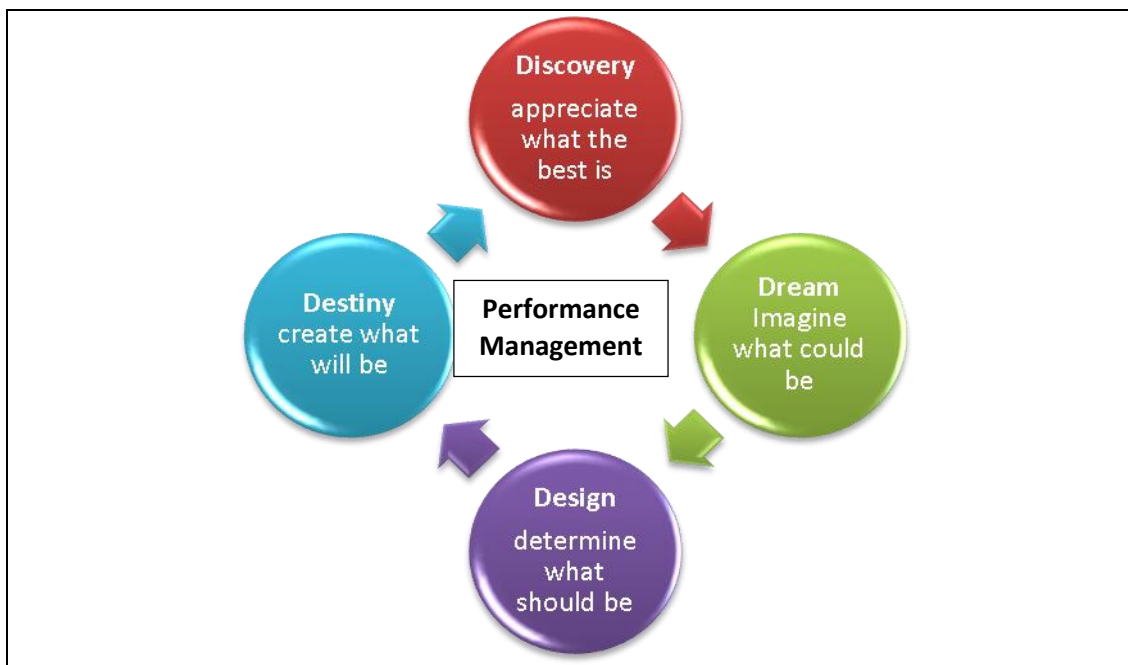 Discovery
appreciate
what the
best is
Dream
Imagine
what could
be
Performance
Management
Destiny
create what
will be
Design
determine
what
should be